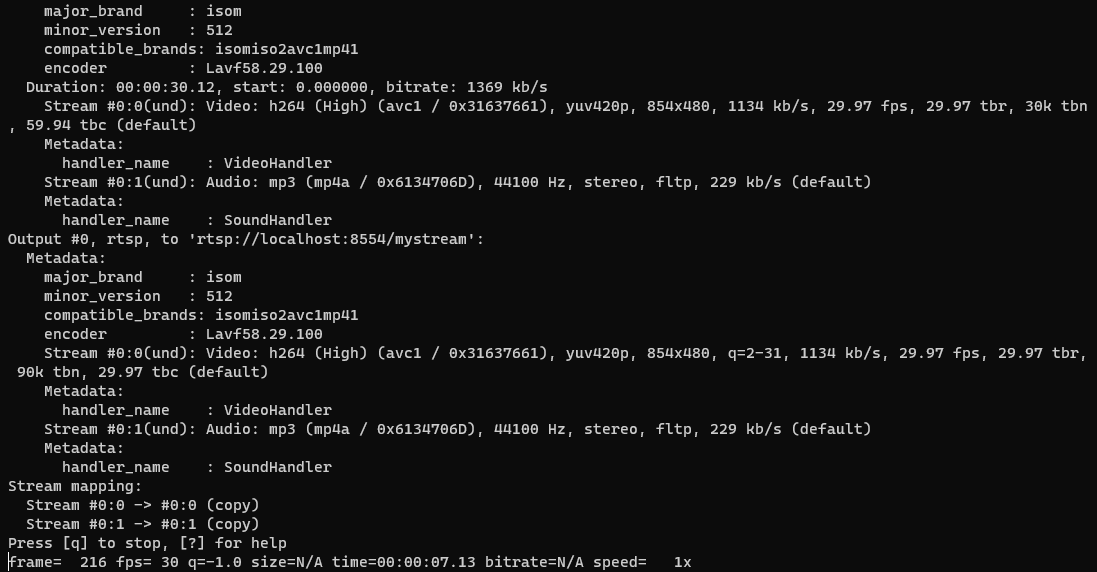 major_brand     : isom
    minor_version   : 512
    compatible_brands: isomiso2avc1mp41
    encoder         : Lavf58.29.100
  Duration: 00:00:30.12, start: 0.000000, bitrate: 1369 kb/s
    Stream #0:0(und): Video: h264 (High) (avc1 / 0x31637661), yuv420p, 854x480, 1134 kb/s, 29.97 fps, 29.97 tbr, 30k tbn
, 59.94 tbc (default)
    Metadata:
      handler_name    : VideoHandler
    Stream #0:1(und): Audio: mp3 (mp4a / 0x6134706D), 44100 Hz, stereo, fltp, 229 kb/s (default)
    Metadata:
      handler_name    : SoundHandler
Output #0, rtsp, to 'rtsp://localhost:8554/mystream':
  Metadata:
    major_brand     : isom
    minor_version   : 512
    compatible_brands: isomiso2avc1mp41
    encoder         : Lavf58.29.100
    Stream #0:0(und): Video: h264 (High) (avc1 / 0x31637661), yuv420p, 854x480, q=2-31, 1134 kb/s, 29.97 fps, 29.97 tbr,
 90k tbn, 29.97 tbc (default)
    Metadata:
      handler_name    : VideoHandler
    Stream #0:1(und): Audio: mp3 (mp4a / 0x6134706D), 44100 Hz, stereo, fltp, 229 kb/s (default)
    Metadata:
      handler_name    : SoundHandler
Stream mapping:
  Stream #0:0 -> #0:0 (copy)
  Stream #0:1 -> #0:1 (copy)
Press [q] to stop, [?] for help
frame=  216 fps= 30 q=-1.0 size=N/A time=00:00:07.13 bitrate=N/A speed=   1x